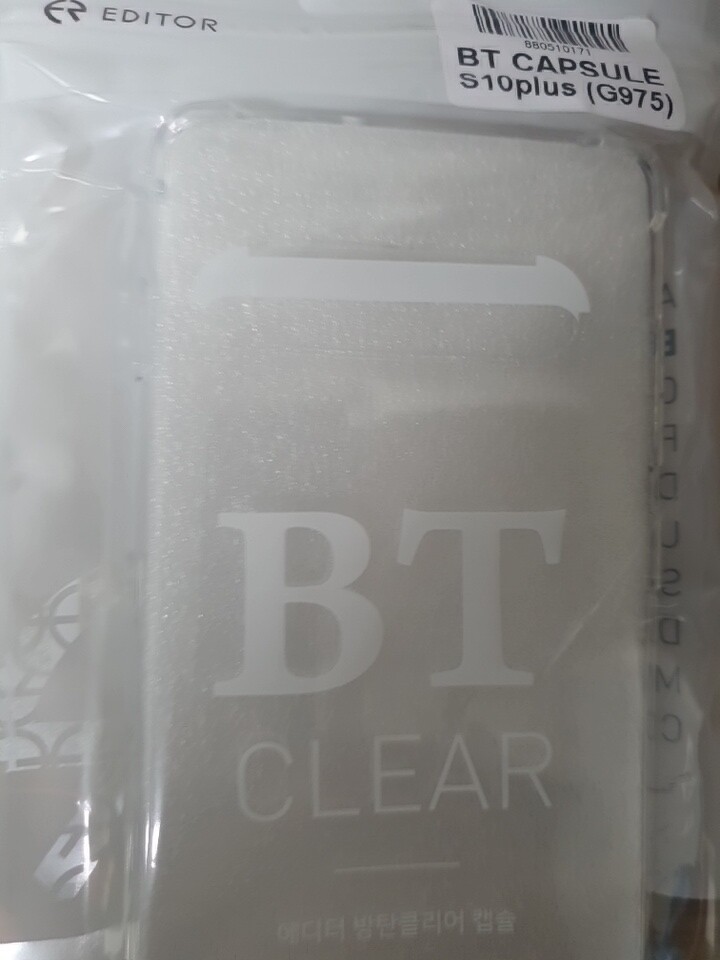 EDITOR
880510171
BT CAPSULE
S10plus (G975)
BT
CLEAR
에디터 방탄클리어 캡슐